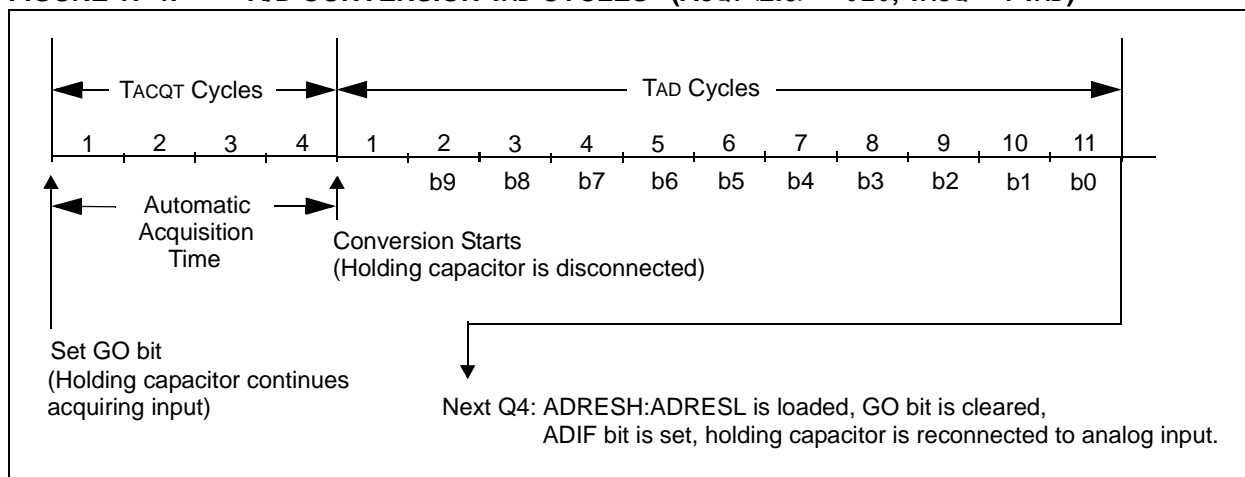 TACQT Cycles
TAD Cycles
1 2 3 4 1 2 3 4 5 6 7 8 9 10 11
b9 b8 b7 b6 b5 b4 b3 b2 b1 b0
Automatic
Acquisition
Time
Conversion Starts
(Holding capacitor is disconnected)
Set GO bit
(Holding capacitor continues
acquiring input)
Next Q4: ADRESH:ADRESL is loaded, GO bit is cleared,
ADIF bit is set, holding capacitor is reconnected to analog input.